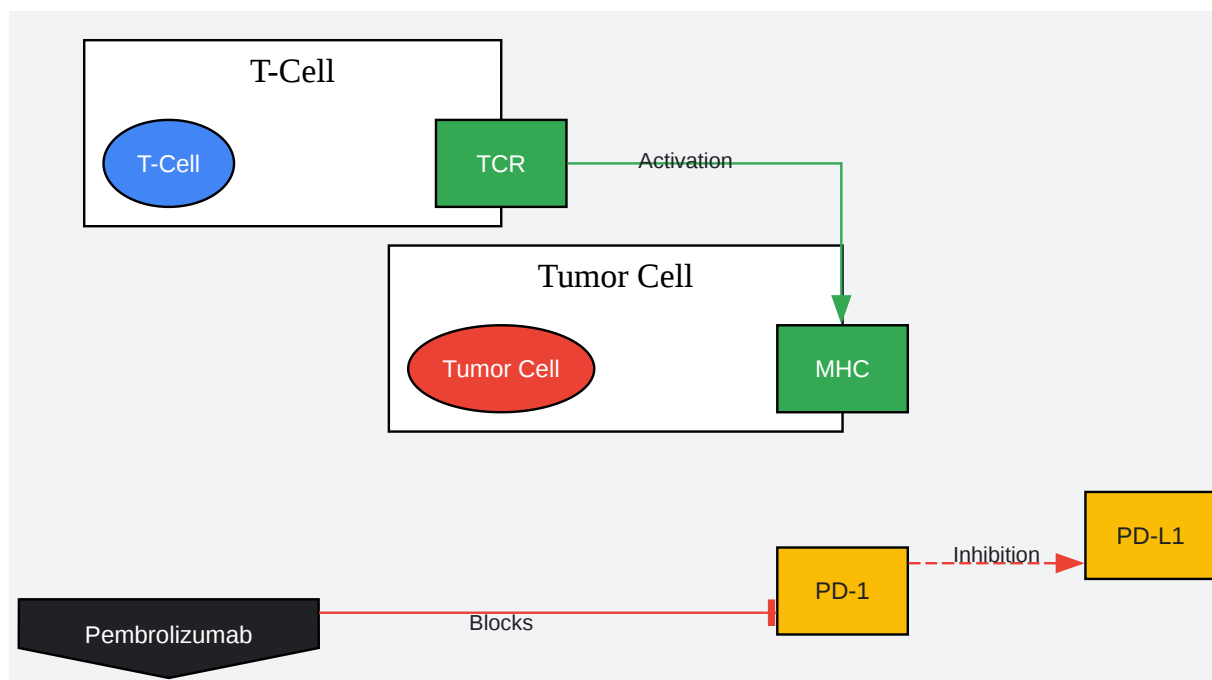 T-Cell
T-Cell
TCR
Activation
Tumor Cell
Tumor Cell
MHC
PD-L1
Inhibition
PD-1
Blocks
Pembrolizumab